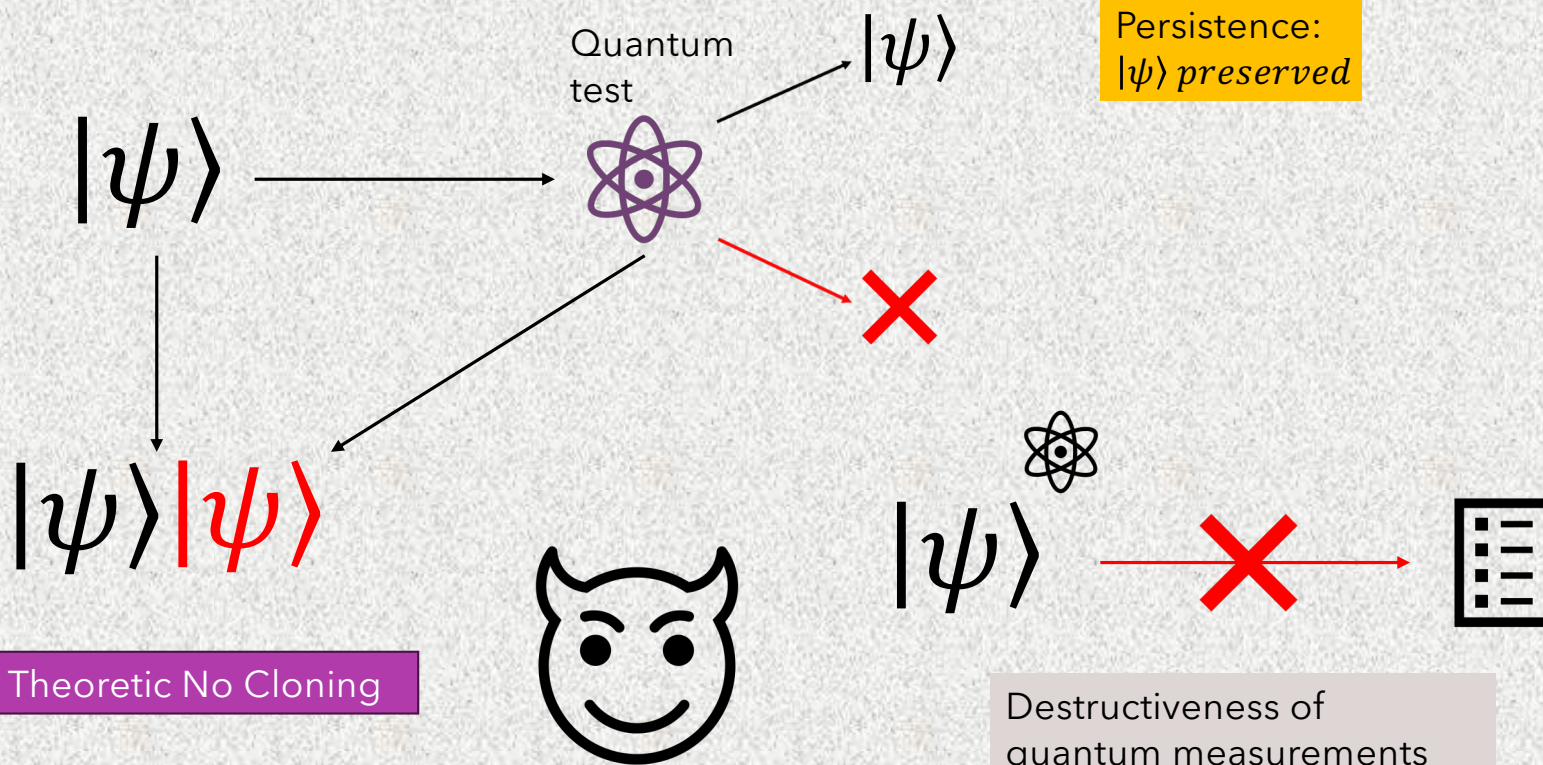 Quantum
test
|ψ⟩
Persistence:
|ψ⟩ preserved
|ψ⟩
|ψ⟩|ψ⟩
|ψ⟩
Theoretic No Cloning
Destructiveness of
quantum measurements